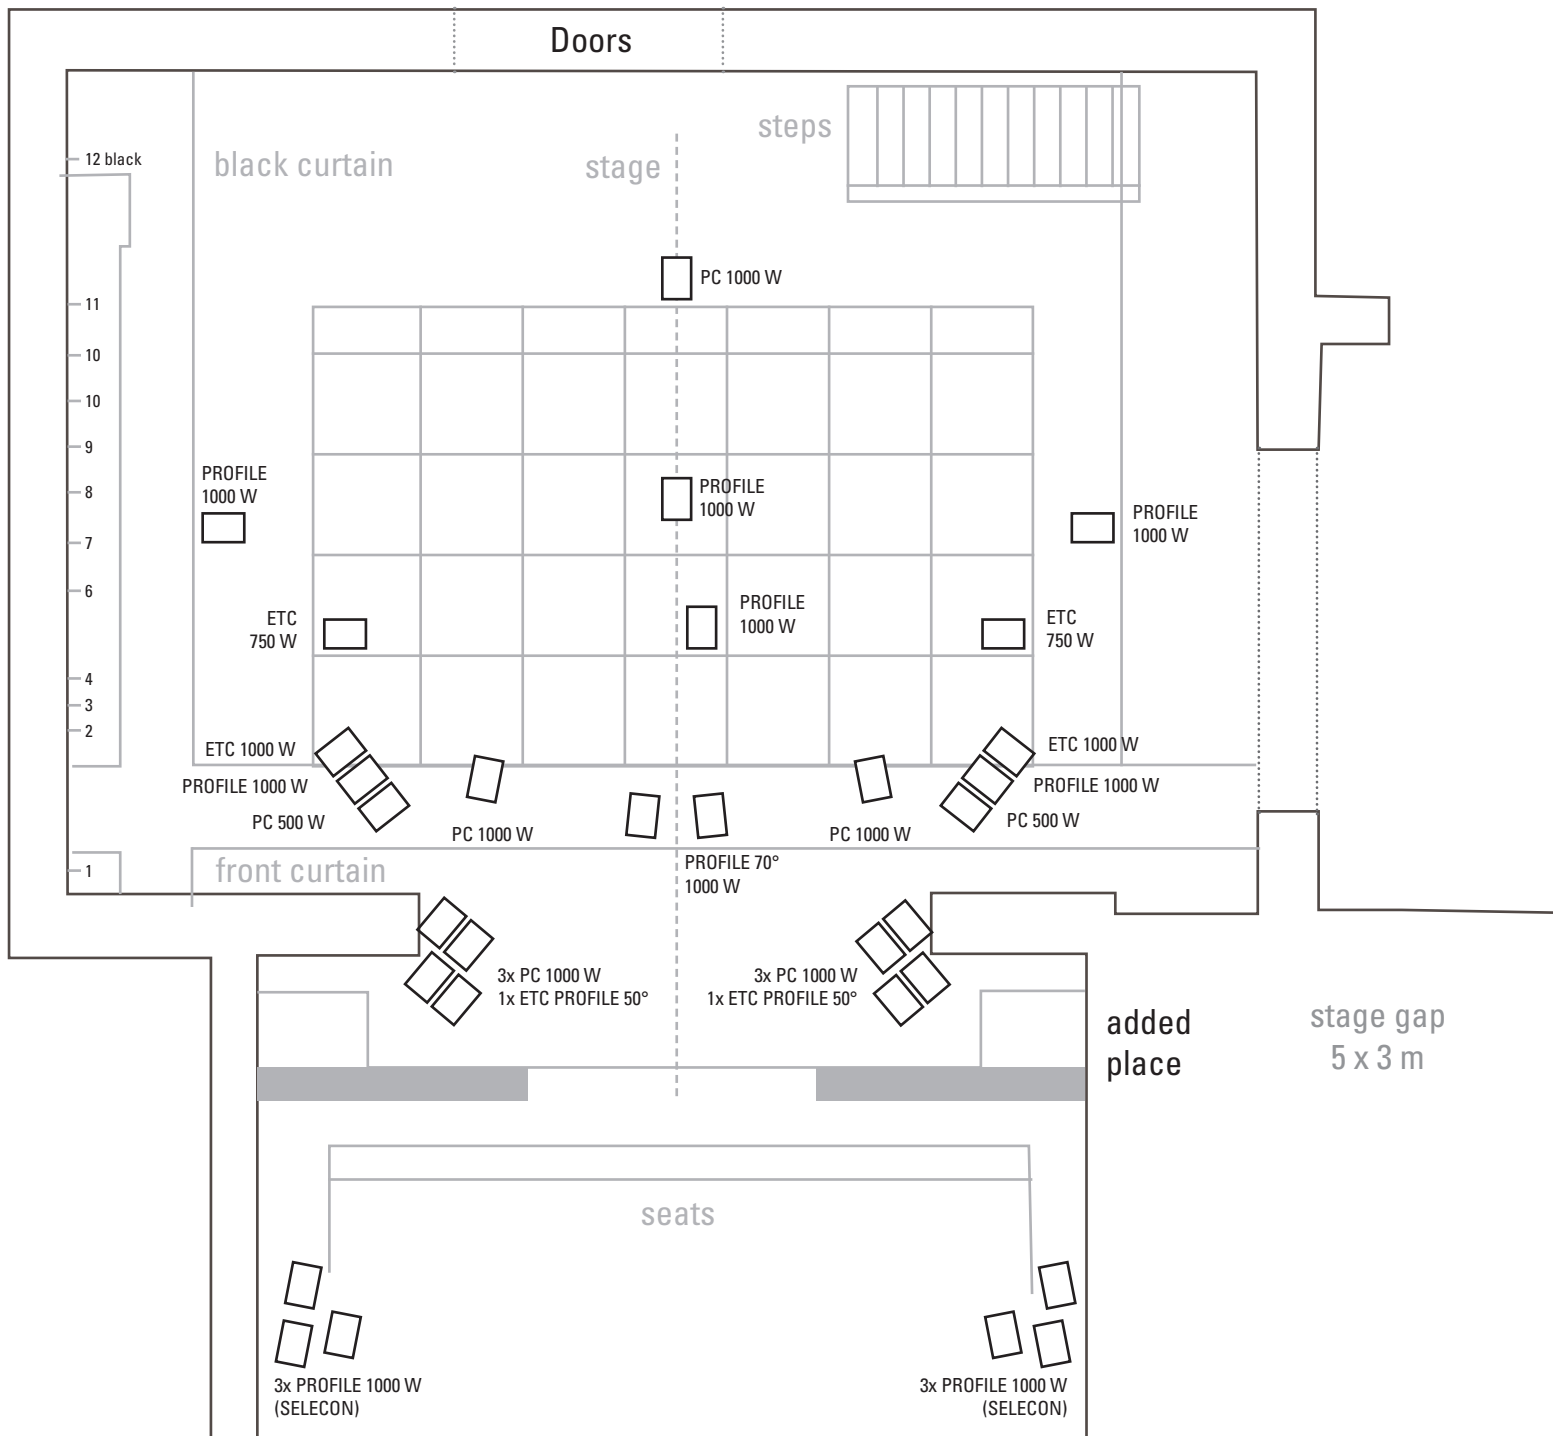 Doors
steps
12 black
black curtain
stage
PC 1000 W
11
10
10
9
8
7
6
4
3
2
1
PROFILE
1000 W
PROFILE
1000 W
PROFILE
1000 W
PROFILE
1000 W
ETC
750 W
ETC
750 W
ETC 1000 W
PROFILE 1000 W
PC 500 W
ETC 1000 W
PROFILE 1000 W
PC 500 W
PC 1000 W
PC 1000 W
PROFILE 70°
1000 W
front curtain
3x PC 1000 W
1x ETC PROFILE 50°
3x PC 1000 W
1x ETC PROFILE 50°
added
place
stage gap
5 x 3 m
seats
3x PROFILE 1000 W
(SELECON)
3x PROFILE 1000 W
(SELECON)